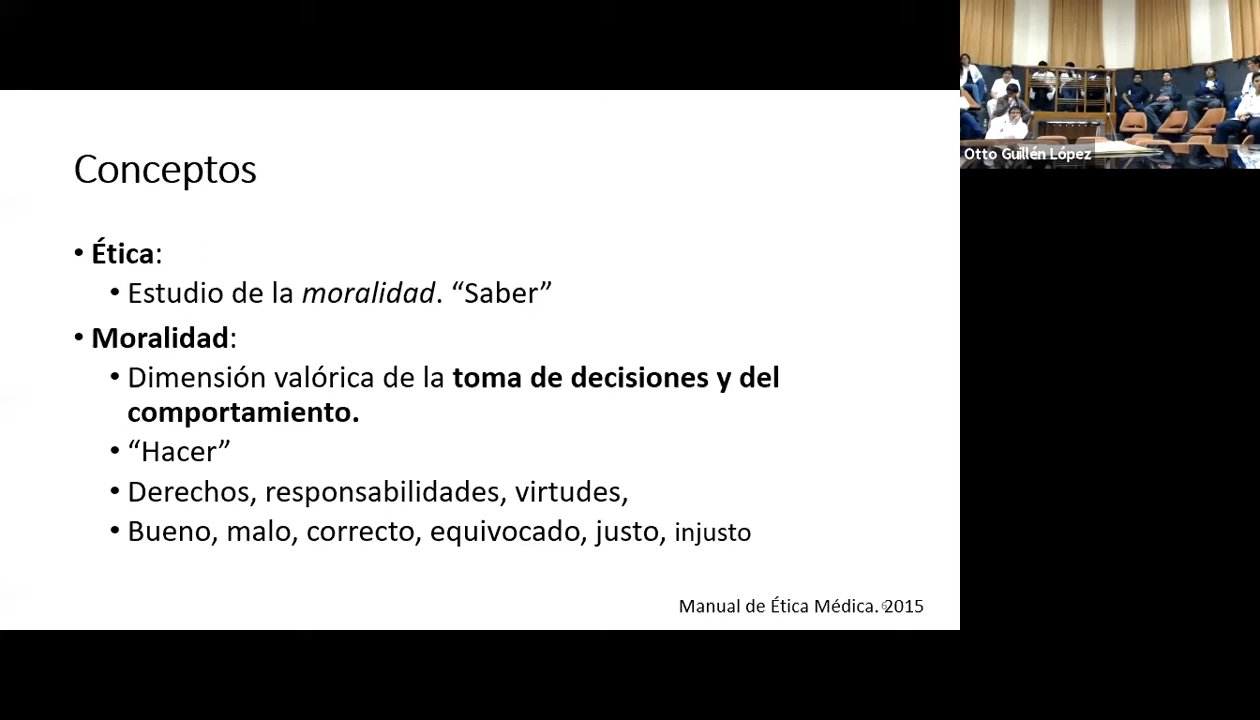 Conceptos
• Ética:
• Estudio de la moralidad. “Saber”
• Moralidad:
• Dimensión valórica de la toma de decisiones y del
comportamiento.
• “Hacer”
• Derechos, responsabilidades, virtudes,
• Bueno, malo, correcto, equivocado, justo, injusto
Manual de Ética Médica. 2015
Otto Guillén López